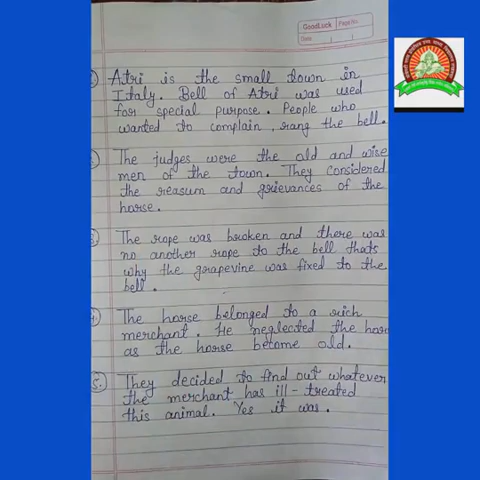 GoodLuck Page No.
Date
Atri is the small town in
Italy. Bell of Atri was used
for special purpose. People who
wanted to complain, rang the bell.
The judges were the old and wise
men of the town. They considered
the reasum and grievances of the
horse.
3. The rope was broken and there was
no another rope to the bell thats
why the grapevine was fixed to the
bell.
4. The horse belonged to a rich
merchant. He neglected the hors
as the horse become old.
5. They decided to find out whatever
the merchant has ill-treated
this animal. Yes it was.